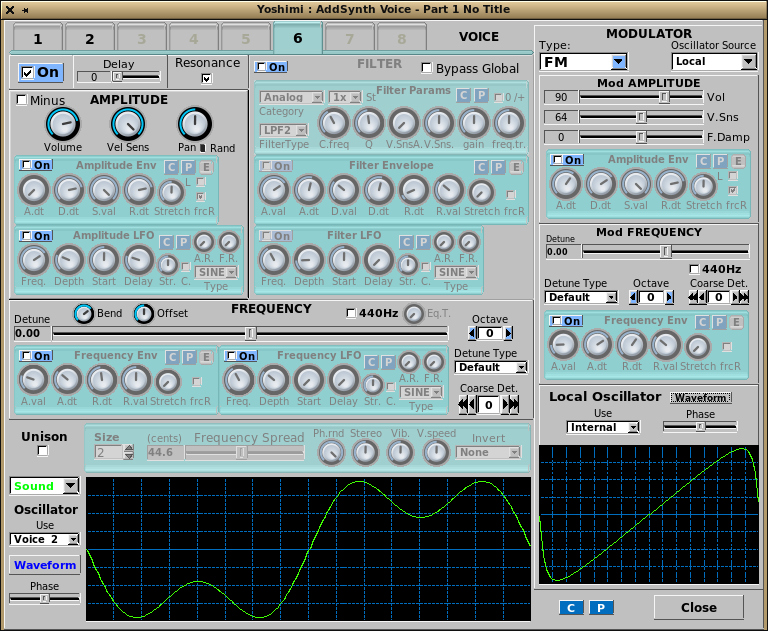 Yoshimi : AddSynth Voice - Part 1 No Title
1 2 3 4 5 6 7 8 VOICE
On Delay 0 Resonance
Minus AMPLITUDE
Volume Vel Sens Pan Rand
On Amplitude Env C P E
A.dt D.dt S.val R.dt Stretch frcR L
On Amplitude LFO C P
Freq. Depth Start Delay Str. C. A.R. F.R.
SINE
Type
On FILTER Bypass Global
Filter Params C P
Analog 1x St 0 /+
Category
LPF2
FilterType C.freq Q V.SnsA. V.Sns. gain freq.tr.
On Filter Envelope C P E
A.val A.dt D.val D.dt R.dt R.val Stretch frcR
On Filter LFO C P
Freq. Depth Start Delay Str. C. A.R. F.R.
SINE
Type
Bend Offset FREQUENCY 440Hz Eq.T. Octave
Detune
0.00 0
On Frequency Env C P E
A.val A.dt R.dt R.val Stretch frcR
On Frequency LFO C P
Freq. Depth Start Delay Str. C. A.R. F.R.
SINE
Type
Detune Type
Default
Coarse Det.
0
Unison
Size (cents) Frequency Spread Ph.rnd Stereo Vib. V.speed Invert
2 44.6 None
Sound
Oscillator
Use
Voice 2
Waveform
Phase
MODULATOR
Type: Oscillator Source
FM Local
Mod AMPLITUDE
90 Vol
64 V.Sns
0 F.Damp
On Amplitude Env C P E
A.dt D.dt S.val R.dt Stretch frcR L
Mod FREQUENCY
Detune
0.00
440Hz
Detune Type Octave Coarse Det.
Default 0 0
On Frequency Env C P E
A.val A.dt R.dt R.val Stretch frcR
Local Oscillator Waveform
Use Phase
Internal
C P Close